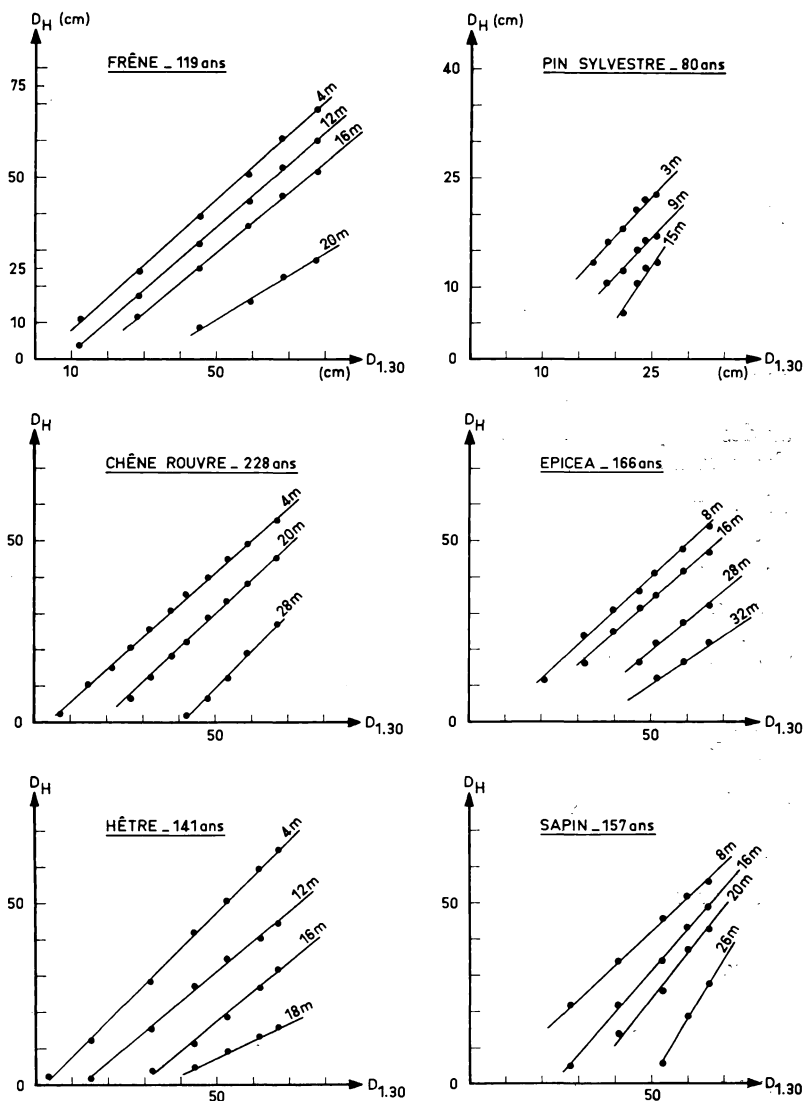 D_H (cm)
FRÊNE _ 119 ans
75
50
25
10
0
4m
12m
16m
20m
10
50
(cm)
D_1.30
D_H (cm)
PIN SYLVESTRE _ 80 ans
40
25
10
0
3m
9m
15m
10
25
(cm)
D_1.30
D_H
CHÊNE ROUVRE _ 228 ans
50
0
4m
20m
28m
50
D_1.30
D_H
EPICEA _ 166 ans
50
0
8m
16m
28m
32m
50
D_1.30
D_H
HÊTRE _ 141 ans
50
0
4m
12m
16m
18m
50
D_1.30
D_H
SAPIN _ 157 ans
50
0
8m
16m
20m
26m
50
D_1.30